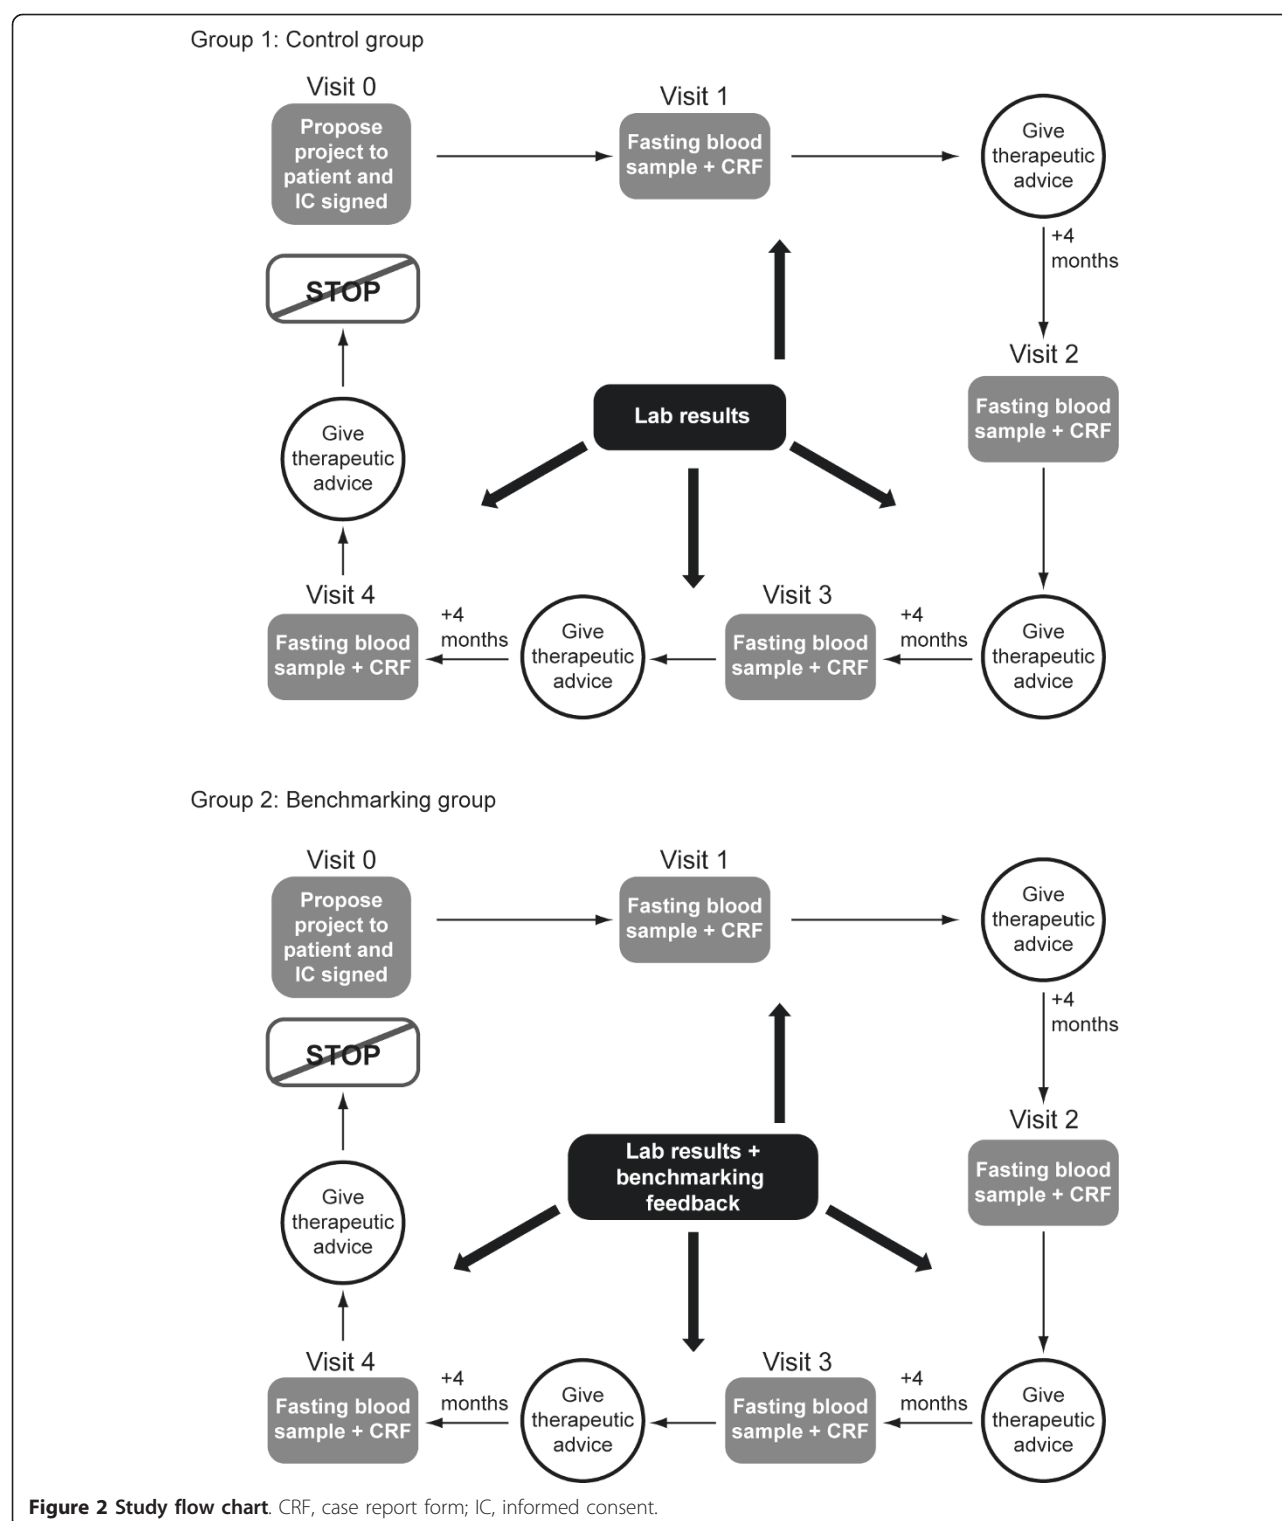 Group 1: Control group
Visit 0
Propose
project to
patient and
IC signed
Visit 1
Fasting blood
sample + CRF
Give
therapeutic
advice
+4
months
Visit 2
Fasting blood
sample + CRF
Give
therapeutic
advice
+4
months
Visit 3
Fasting blood
sample + CRF
Give
therapeutic
advice
+4
months
Visit 4
Fasting blood
sample + CRF
Give
therapeutic
advice
STOP
Lab results
Group 2: Benchmarking group
Visit 0
Propose
project to
patient and
IC signed
Visit 1
Fasting blood
sample + CRF
Give
therapeutic
advice
+4
months
Visit 2
Fasting blood
sample + CRF
Give
therapeutic
advice
+4
months
Visit 3
Fasting blood
sample + CRF
Give
therapeutic
advice
+4
months
Visit 4
Fasting blood
sample + CRF
Give
therapeutic
advice
STOP
Lab results +
benchmarking
feedback
Figure 2 Study flow chart. CRF, case report form; IC, informed consent.